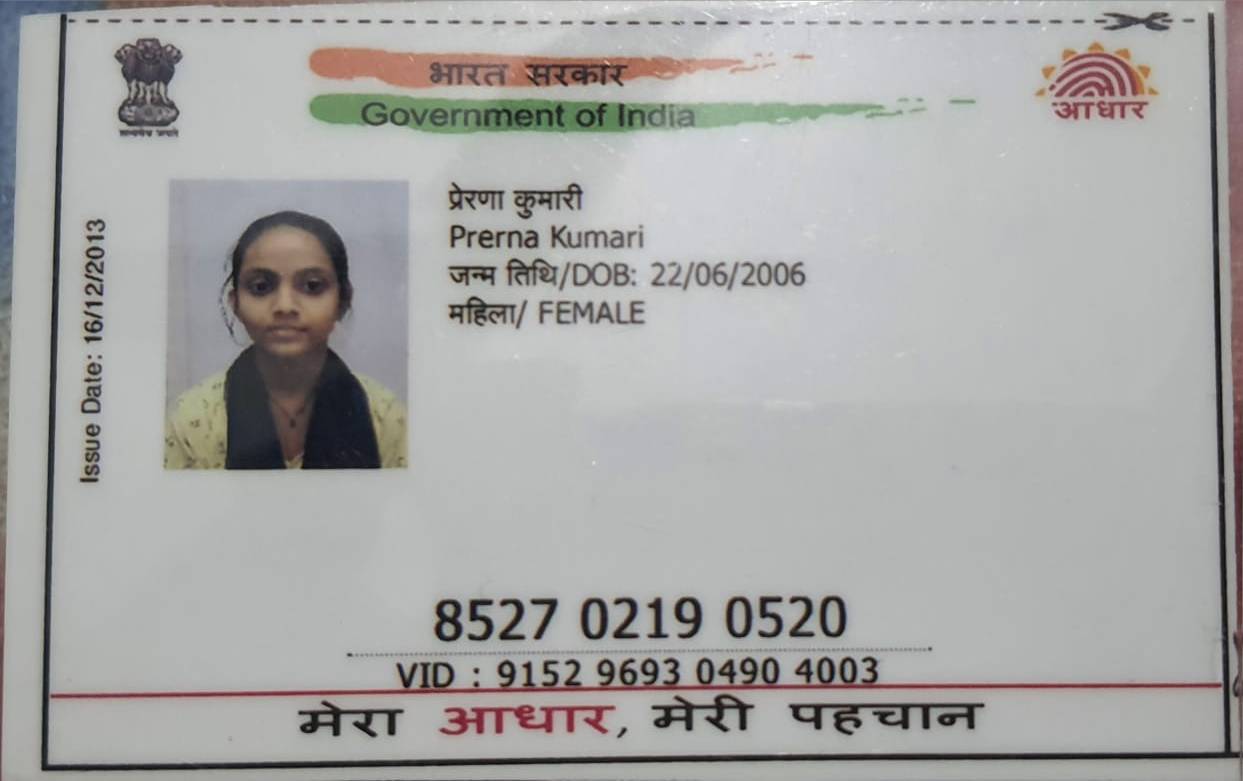 भारत सरकार
Government of India
आधार
Issue Date: 16/12/2013
प्रेरणा कुमारी
Prerna Kumari
जन्म तिथि/DOB: 22/06/2006
महिला/ FEMALE
8527 0219 0520
VID : 9152 9693 0490 4003
मेरा आधार, मेरी पहचान